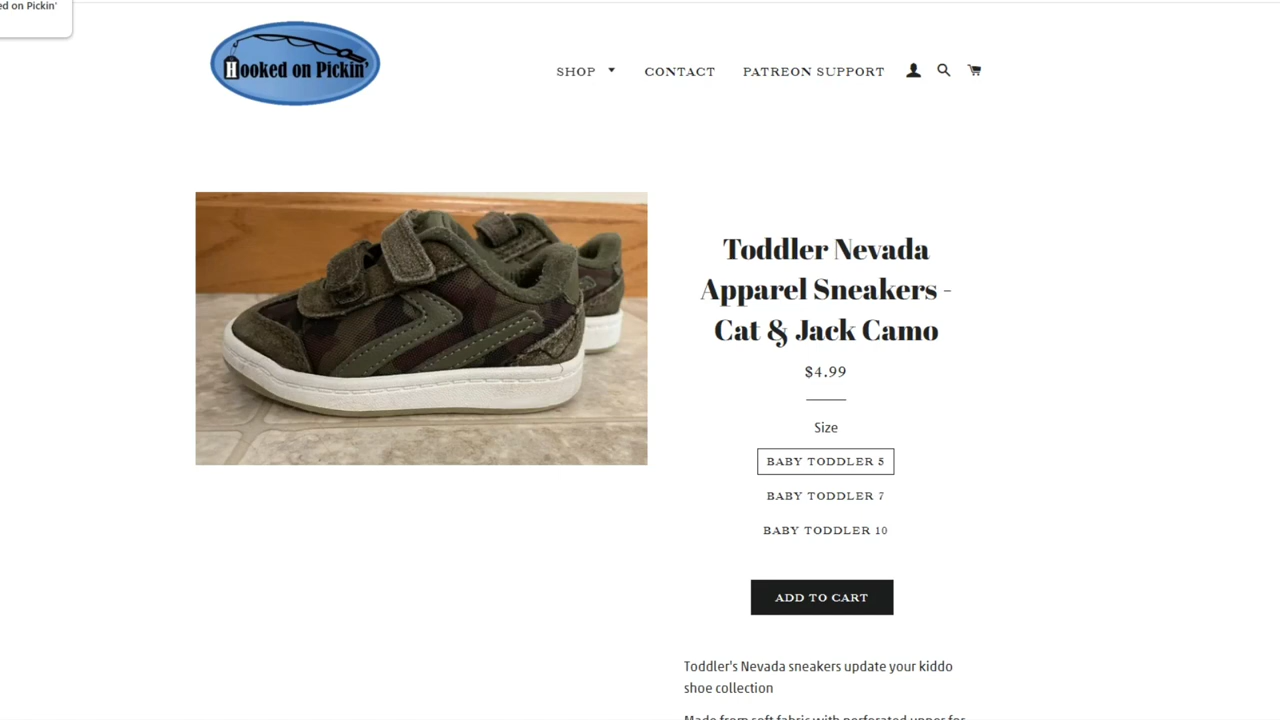 ed on Pickin'
Hooked on Pickin'
SHOP CONTACT PATREON SUPPORT
Toddler Nevada
Apparel Sneakers -
Cat & Jack Camo
$4.99
Size
BABY TODDLER 5
BABY TODDLER 7
BABY TODDLER 10
ADD TO CART
Toddler's Nevada sneakers update your kiddo
shoe collection
Made from soft fabric with perforated upper for